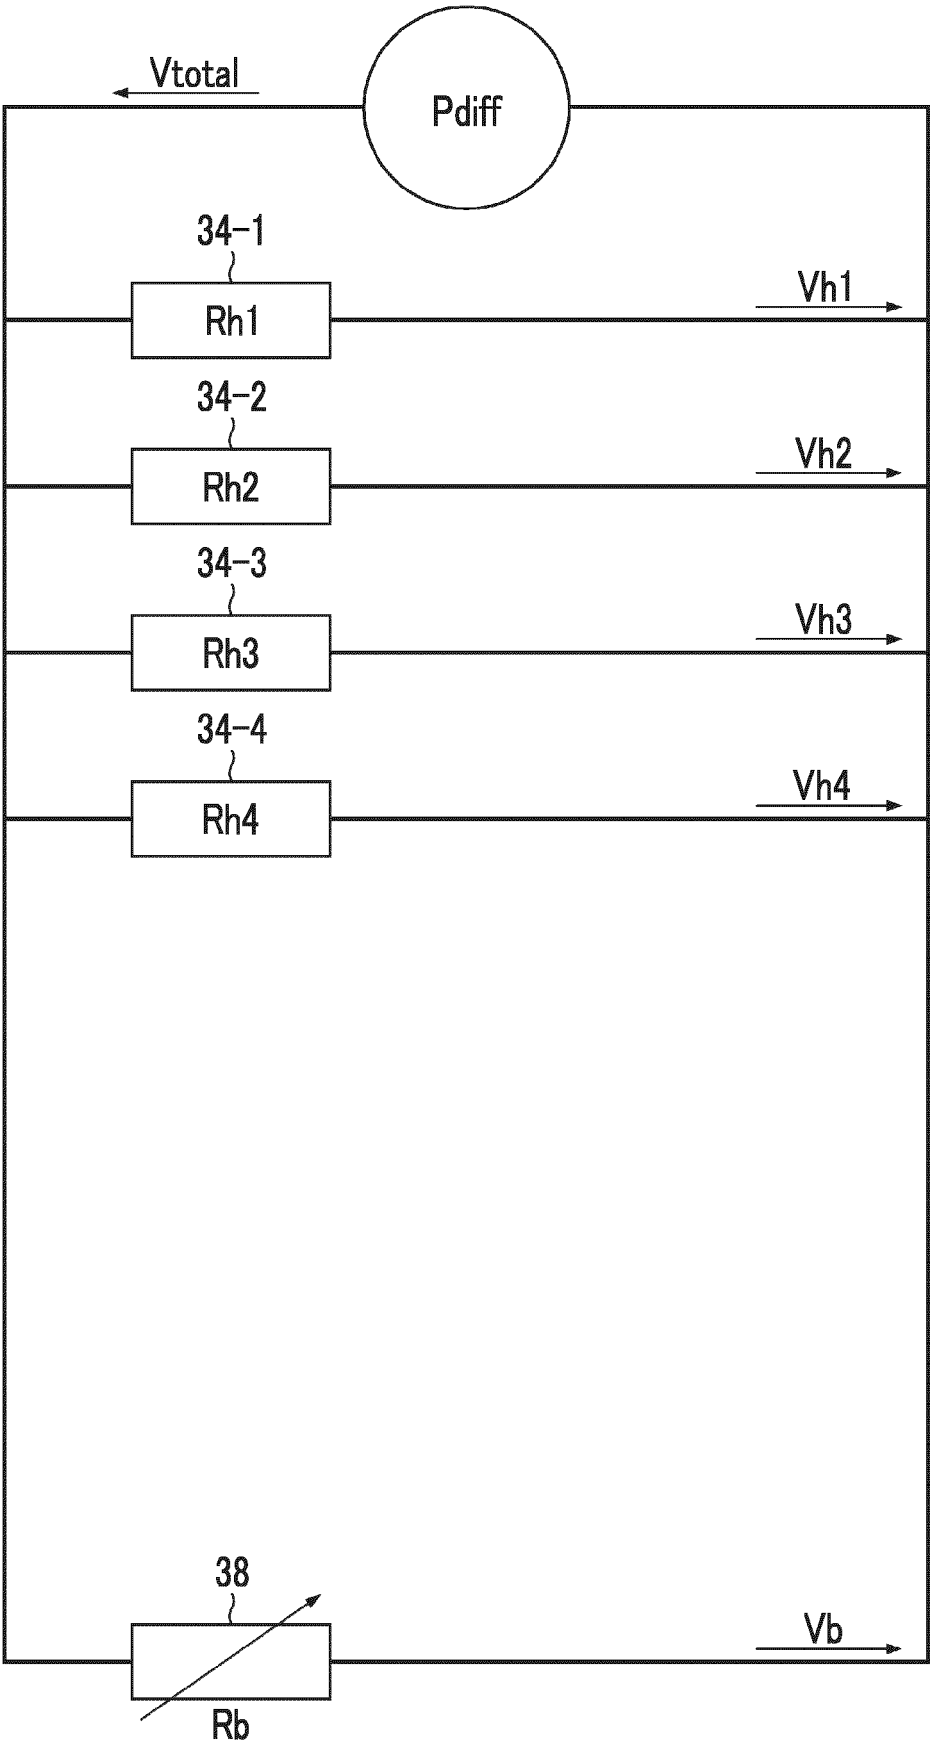 Vtotal
Pdiff
34-1
Rh1
Vh1
34-2
Rh2
Vh2
34-3
Rh3
Vh3
34-4
Rh4
Vh4
38
Vb
Rb